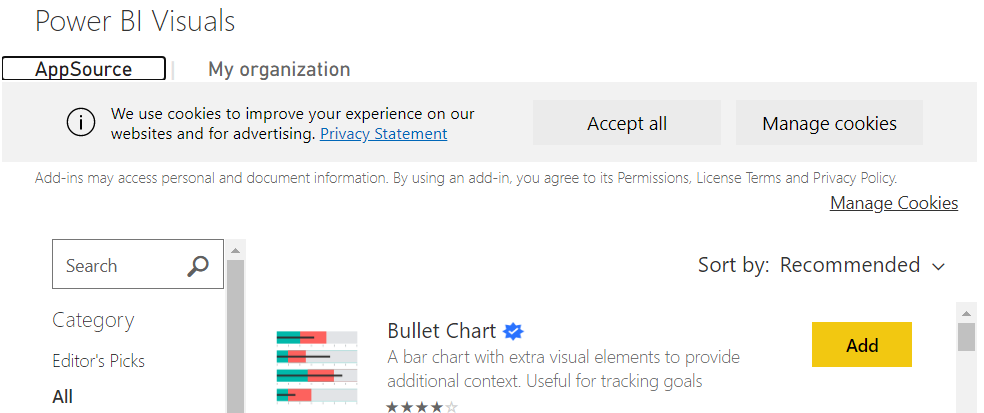 Power BI Visuals
AppSource | My organization
We use cookies to improve your experience on our
websites and for advertising. Privacy Statement
Accept all
Manage cookies
Add-ins may access personal and document information. By using an add-in, you agree to its Permissions, License Terms and Privacy Policy.
Manage Cookies
Search
Sort by: Recommended
Category
Editor's Picks
All
Bullet Chart
A bar chart with extra visual elements to provide
additional context. Useful for tracking goals
Add